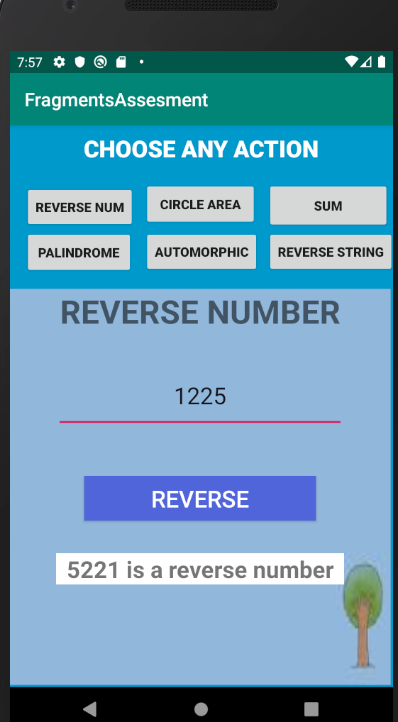 7:57
FragmentsAssesment
CHOOSE ANY ACTION
REVERSE NUM CIRCLE AREA SUM
PALINDROME AUTOMORPHIC REVERSE STRING
REVERSE NUMBER
1225
REVERSE
5221 is a reverse number